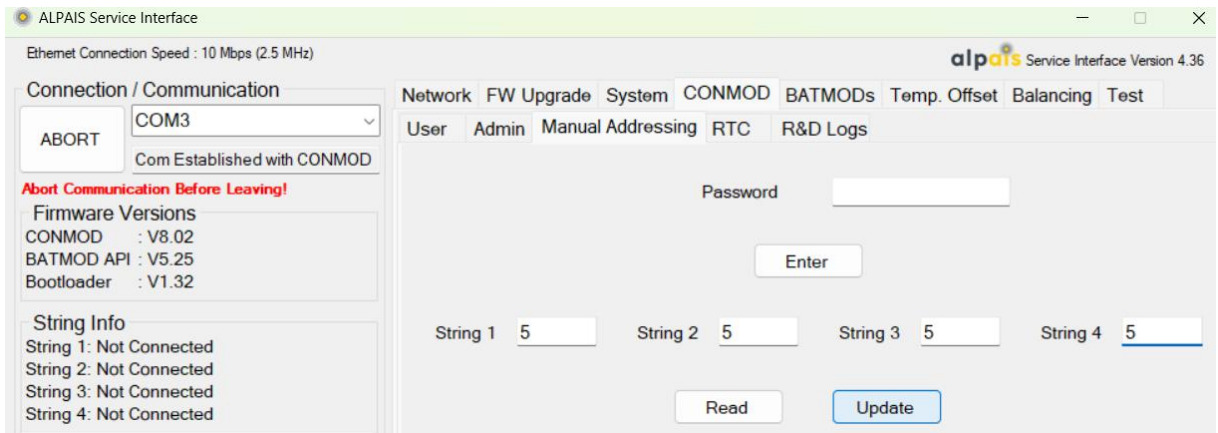 ALPAIS Service Interface
Ethernet Connection Speed : 10 Mbps (2.5 MHz)
alpais Service Interface Version 4.36
Connection / Communication
ABORT
COM3
Com Established with CONMOD
Abort Communication Before Leaving!
Firmware Versions
CONMOD : V8.02
BATMOD API : V5.25
Bootloader : V1.32
String Info
String 1: Not Connected
String 2: Not Connected
String 3: Not Connected
String 4: Not Connected
Network FW Upgrade System CONMOD BATMODs Temp. Offset Balancing Test
User Admin Manual Addressing RTC R&D Logs
Password
Enter
String 1 5 String 2 5 String 3 5 String 4 5
Read Update